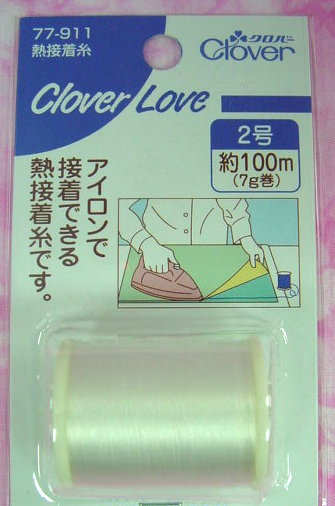 77-911
熱接着糸
クロバー
Clover
Clover Love
2号
約100m
(7g巻)
アイロンで
接着できる
熱接着糸です。